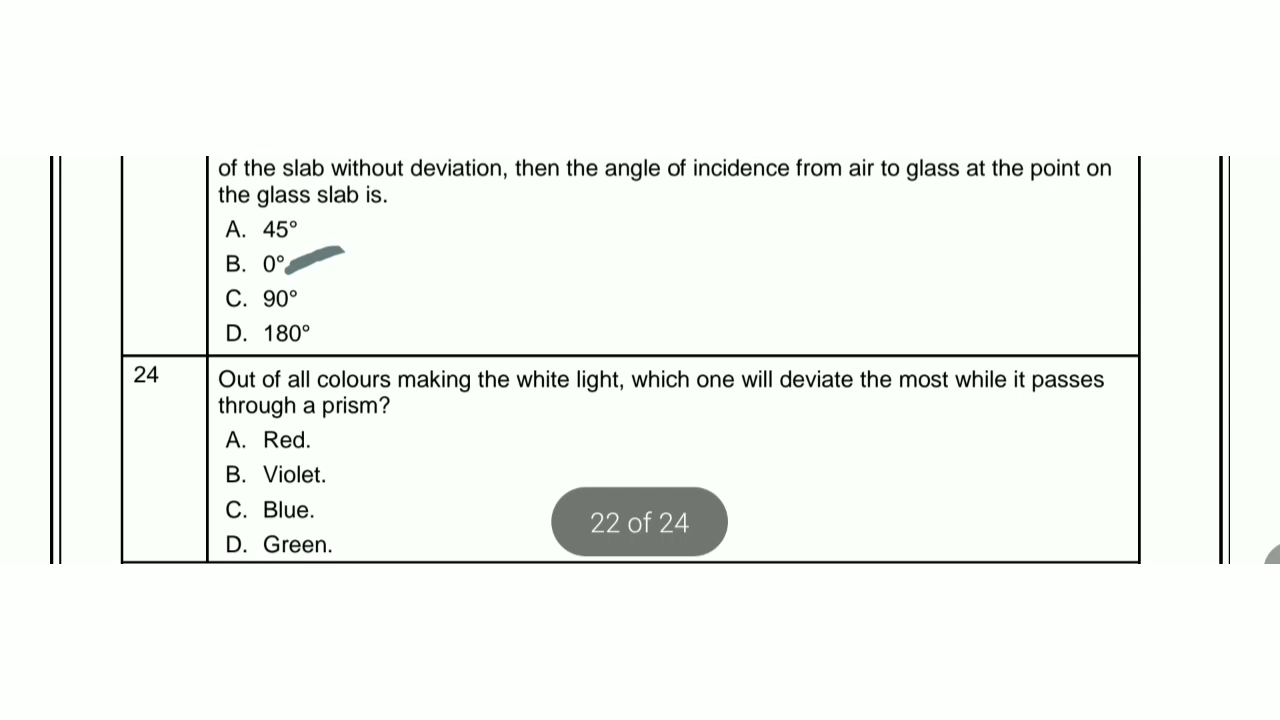 of the slab without deviation, then the angle of incidence from air to glass at the point on
the glass slab is.
A. 45°
B. 0°
C. 90°
D. 180°
24
Out of all colours making the white light, which one will deviate the most while it passes
through a prism?
A. Red.
B. Violet.
C. Blue.
D. Green.
22 of 24